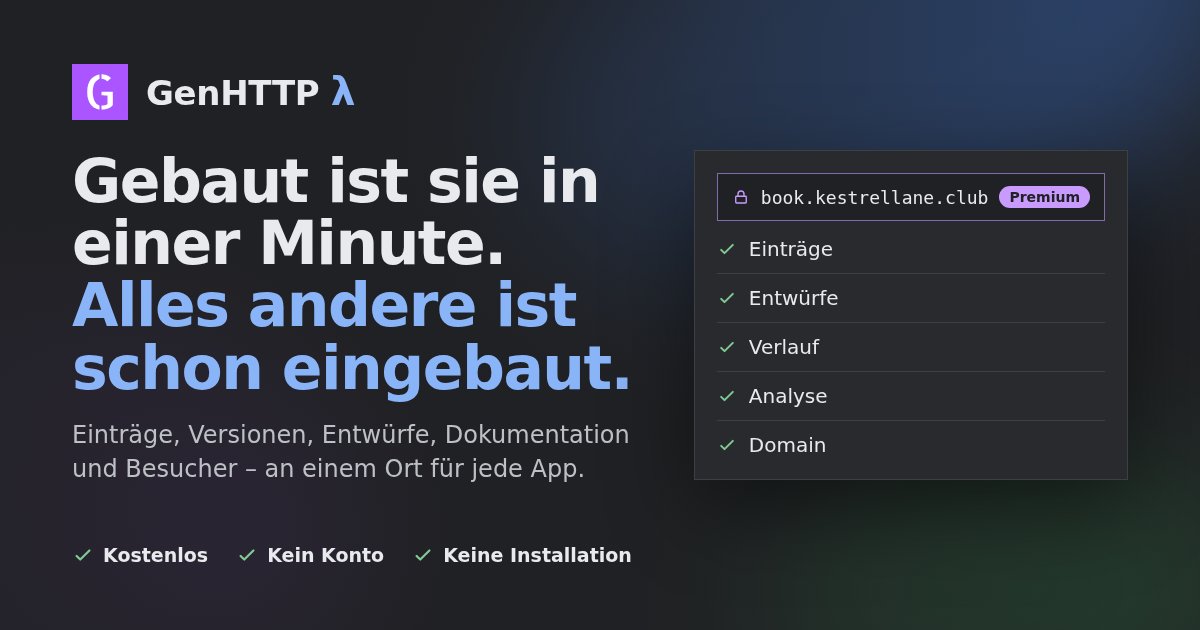 GenHTTP λ
Gebaut ist sie in
einer Minute.
Alles andere ist
schon eingebaut.
Einträge, Versionen, Entwürfe, Dokumentation
und Besucher – an einem Ort für jede App.
Kostenlos
Kein Konto
Keine Installation
book.kestrellane.club
Premium
Einträge
Entwürfe
Verlauf
Analyse
Domain